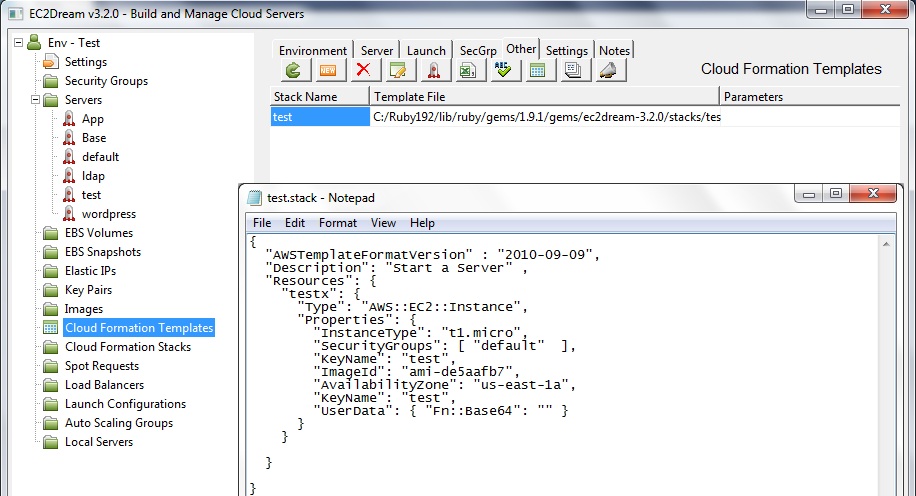 EC2Dream v3.2.0 - Build and Manage Cloud Servers
Env - Test
Settings
Security Groups
Servers
App
Base
default
ldap
test
wordpress
EBS Volumes
EBS Snapshots
Elastic IPs
Key Pairs
Images
Cloud Formation Templates
Cloud Formation Stacks
Spot Requests
Load Balancers
Launch Configurations
Auto Scaling Groups
Local Servers
Environment Server Launch SecGrp Other Settings Notes
NEW ABC
Cloud Formation Templates
Stack Name Template File Parameters
test C:/Ruby192/lib/ruby/gems/1.9.1/gems/ec2dream-3.2.0/stacks/tes
test.stack - Notepad
File Edit Format View Help
{
"AWSTemplateFormatVersion" : "2010-09-09",
"Description": "Start a Server" ,
"Resources": {
"testx": {
"Type": "AWS::EC2::Instance",
"Properties": {
"InstanceType": "t1.micro",
"SecurityGroups": [ "default" ],
"KeyName": "test",
"ImageId": "ami-de5aafb7",
"AvailabilityZone": "us-east-1a",
"KeyName": "test",
"UserData": { "Fn::Base64": "" }
}
}
}
}